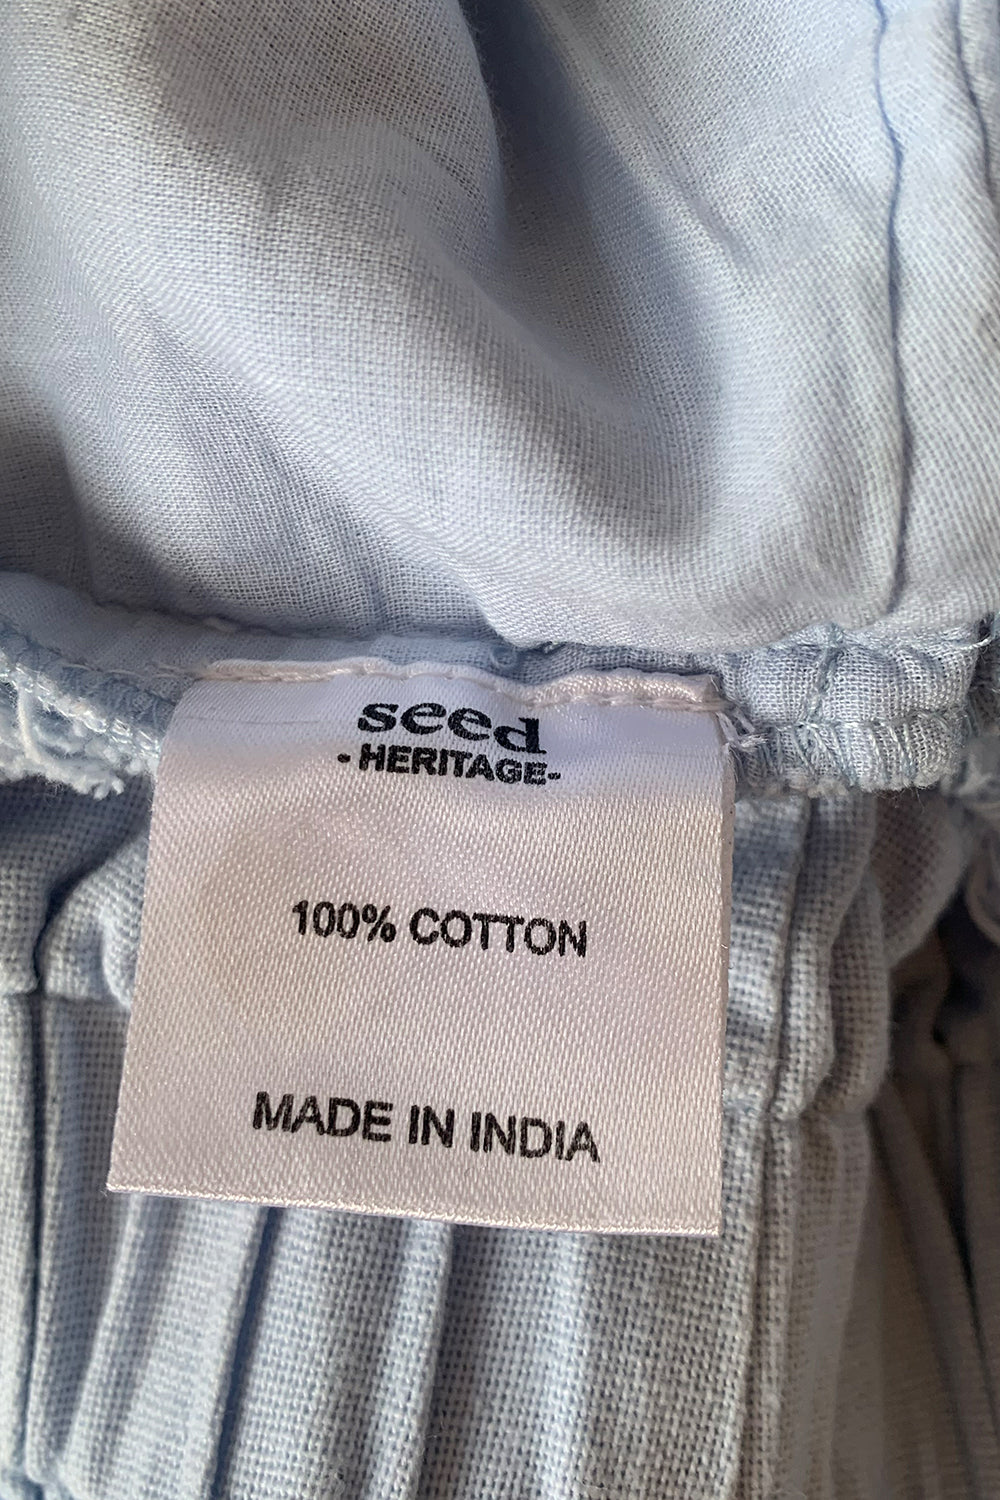 seed
- HERITAGE -
100% COTTON
MADE IN INDIA